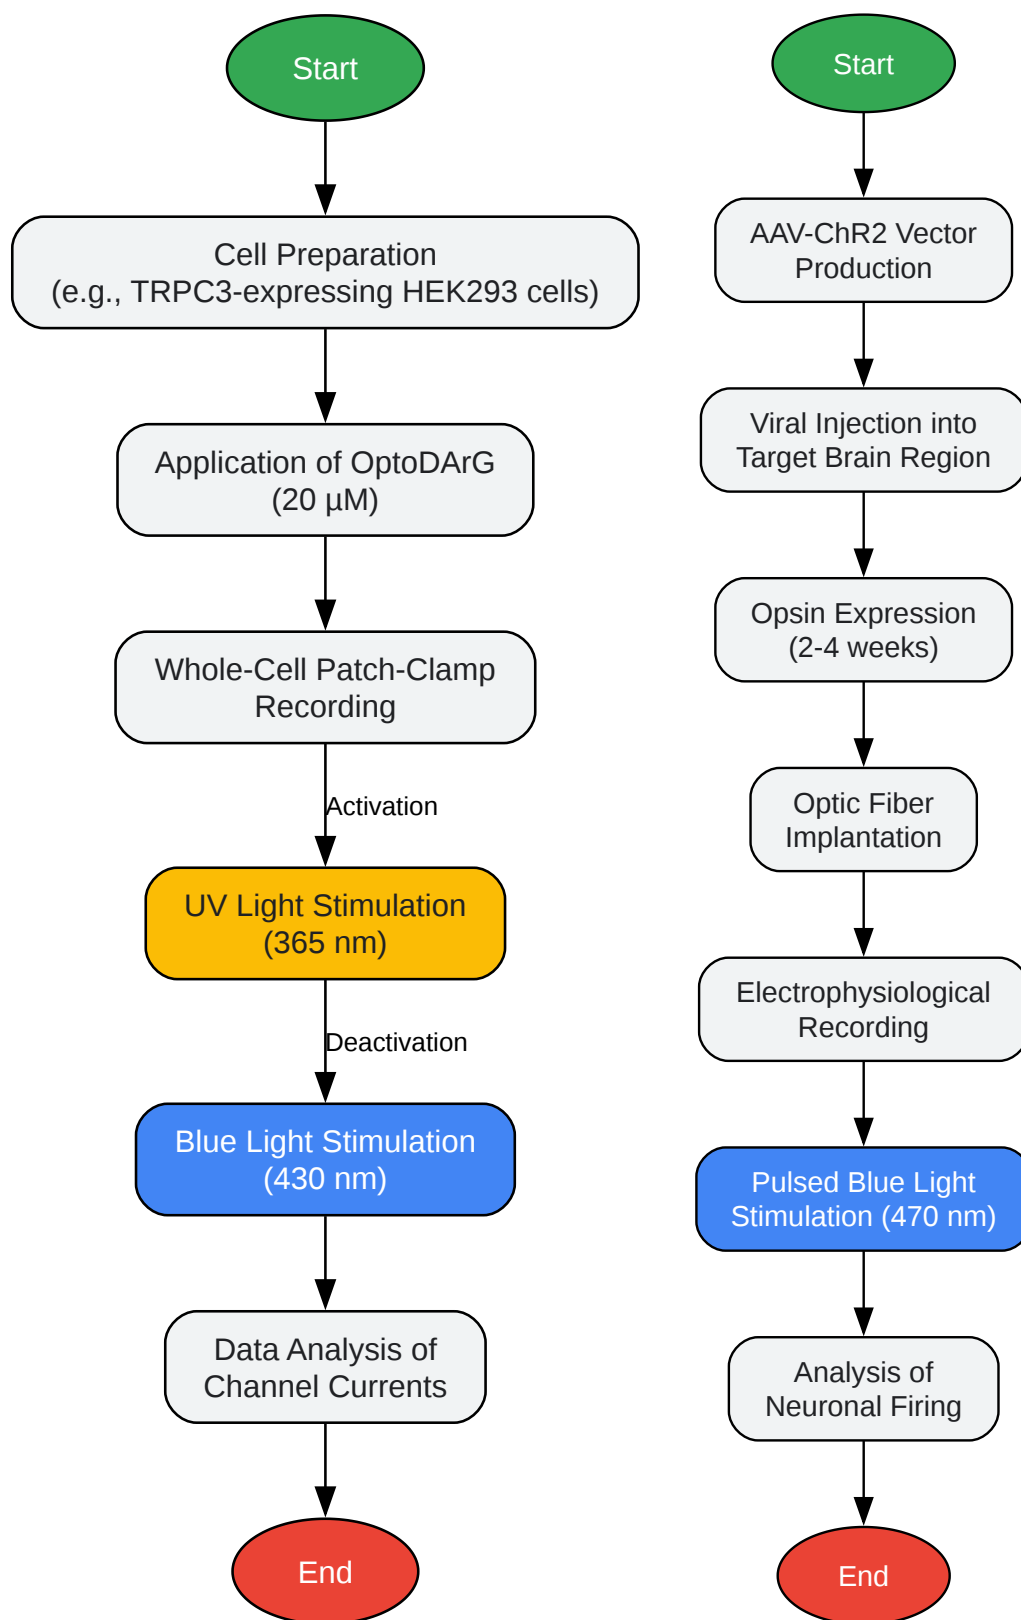 Start
Cell Preparation
(e.g., TRPC3-expressing HEK293 cells)
Application of OptoDArG
(20 µM)
Whole-Cell Patch-Clamp
Recording
Activation
UV Light Stimulation
(365 nm)
Deactivation
Blue Light Stimulation
(430 nm)
Data Analysis of
Channel Currents
End
Start
AAV-ChR2 Vector
Production
Viral Injection into
Target Brain Region
Opsin Expression
(2-4 weeks)
Optic Fiber
Implantation
Electrophysiological
Recording
Pulsed Blue Light
Stimulation (470 nm)
Analysis of
Neuronal Firing
End